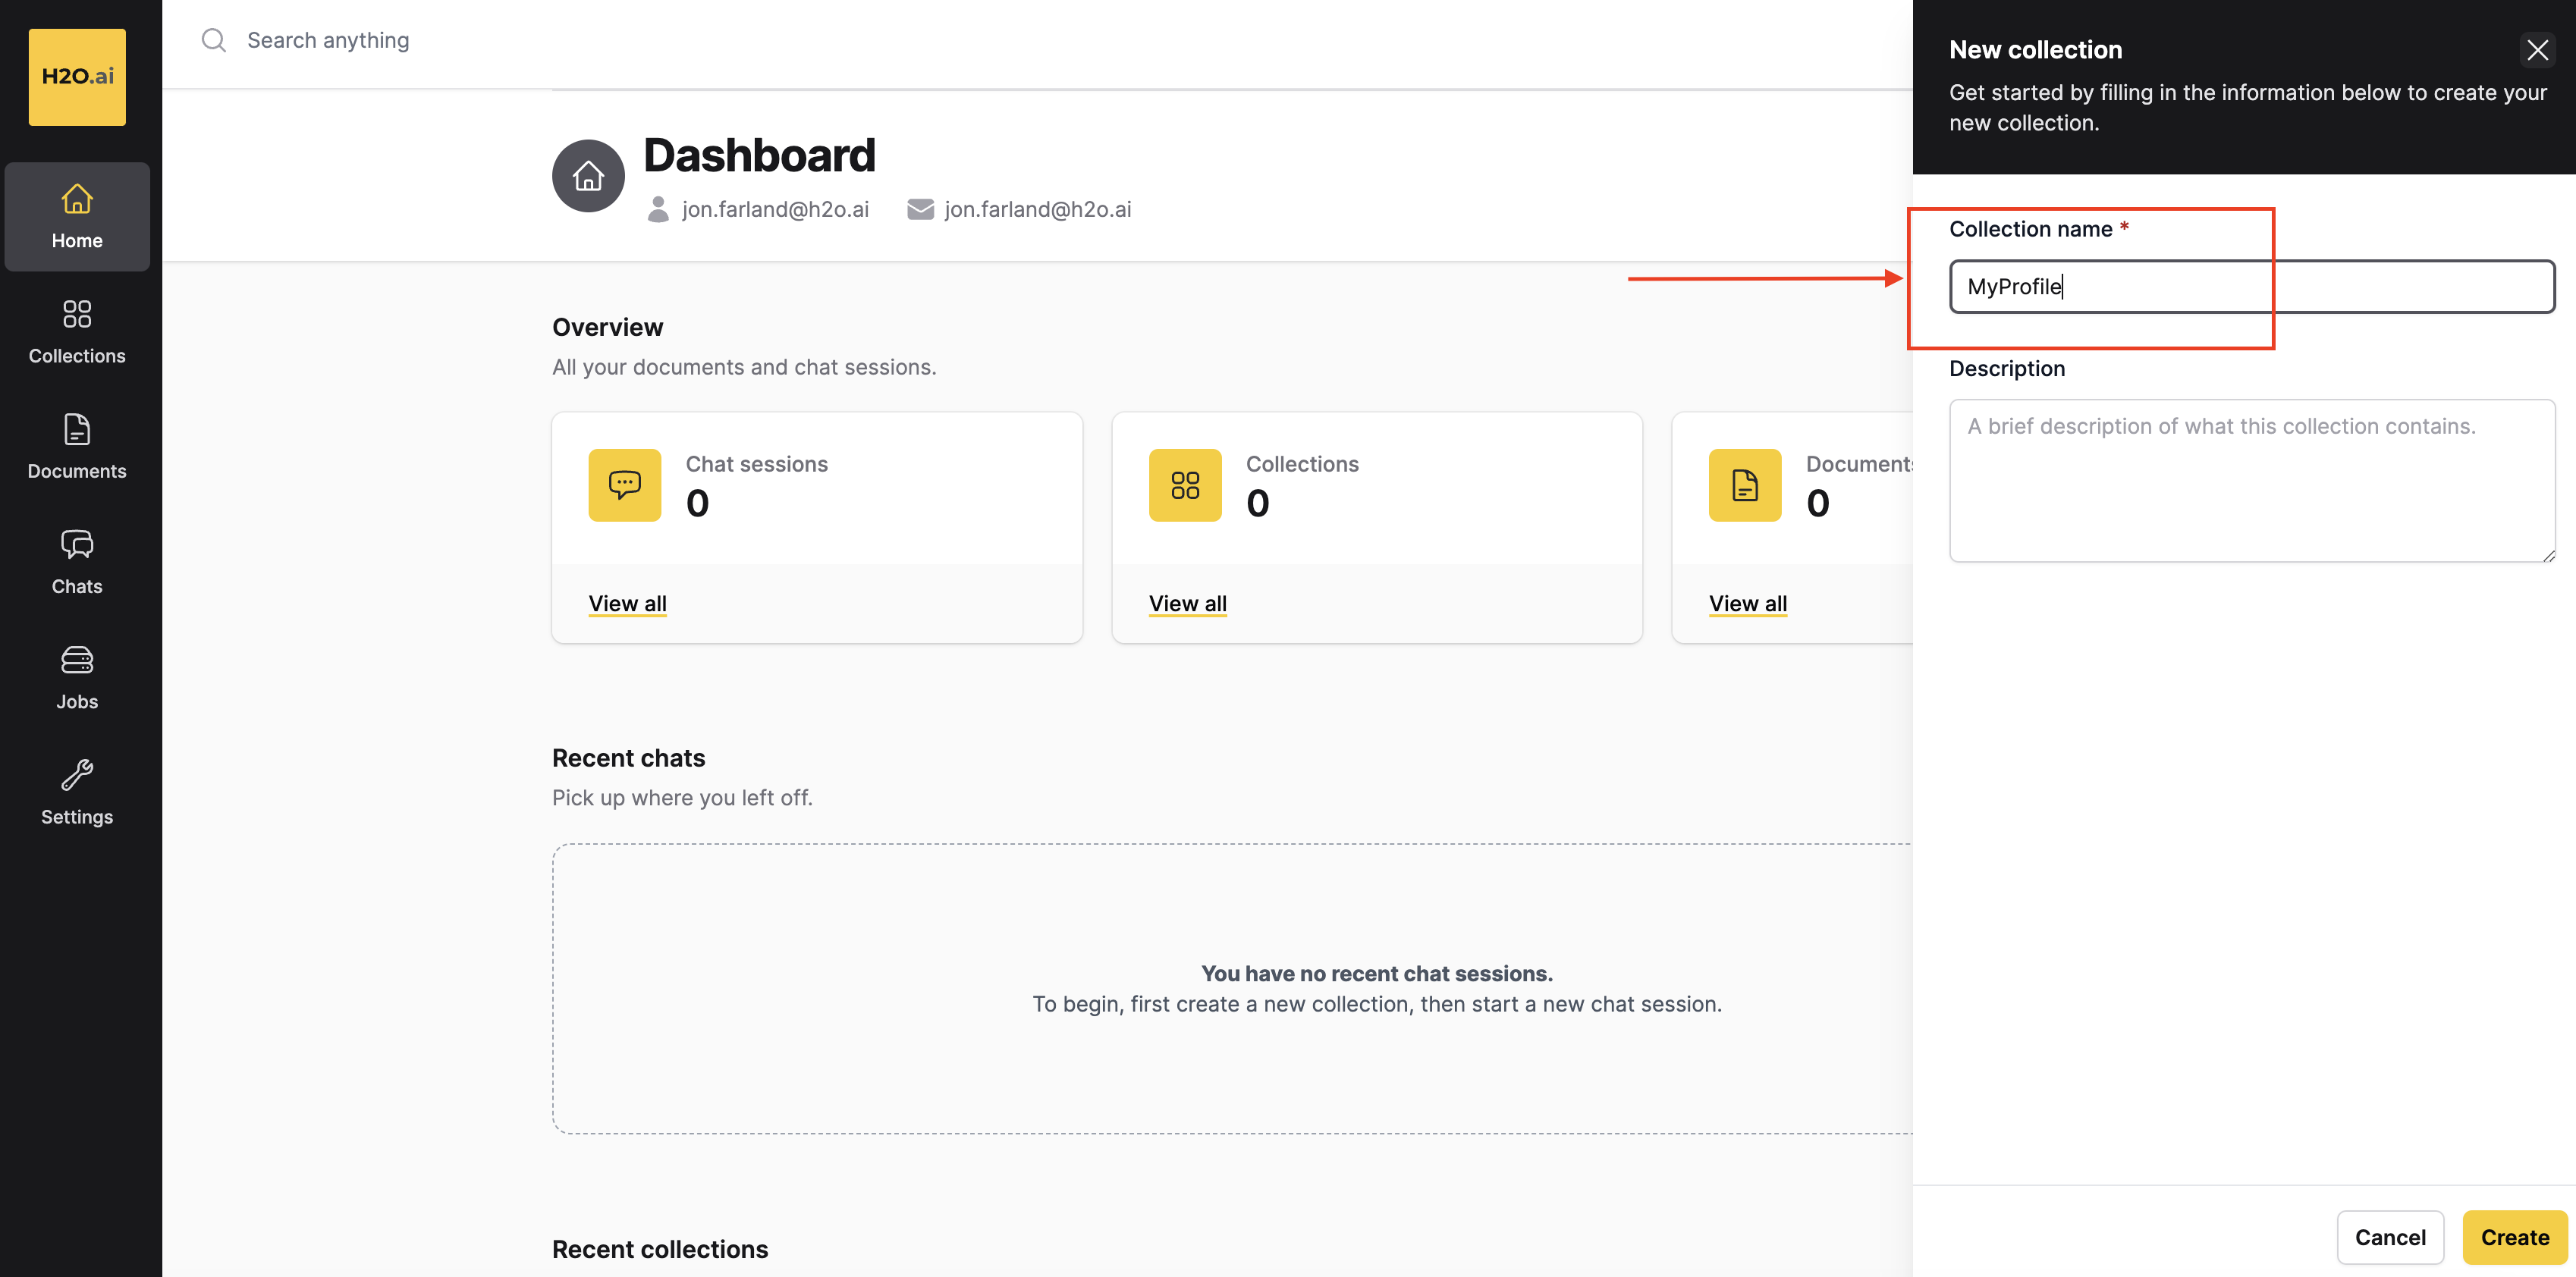 H2O.ai
Home
Collections
Documents
Chats
Jobs
Settings
Search anything
Dashboard
jon.farland@h2o.ai jon.farland@h2o.ai
Overview
All your documents and chat sessions.
Chat sessions
0
View all
Collections
0
View all
Documents
0
View all
Recent chats
Pick up where you left off.
You have no recent chat sessions.
To begin, first create a new collection, then start a new chat session.
Recent collections
New collection
Get started by filling in the information below to create your
new collection.
Collection name *
MyProfile
Description
A brief description of what this collection contains.
Cancel Create